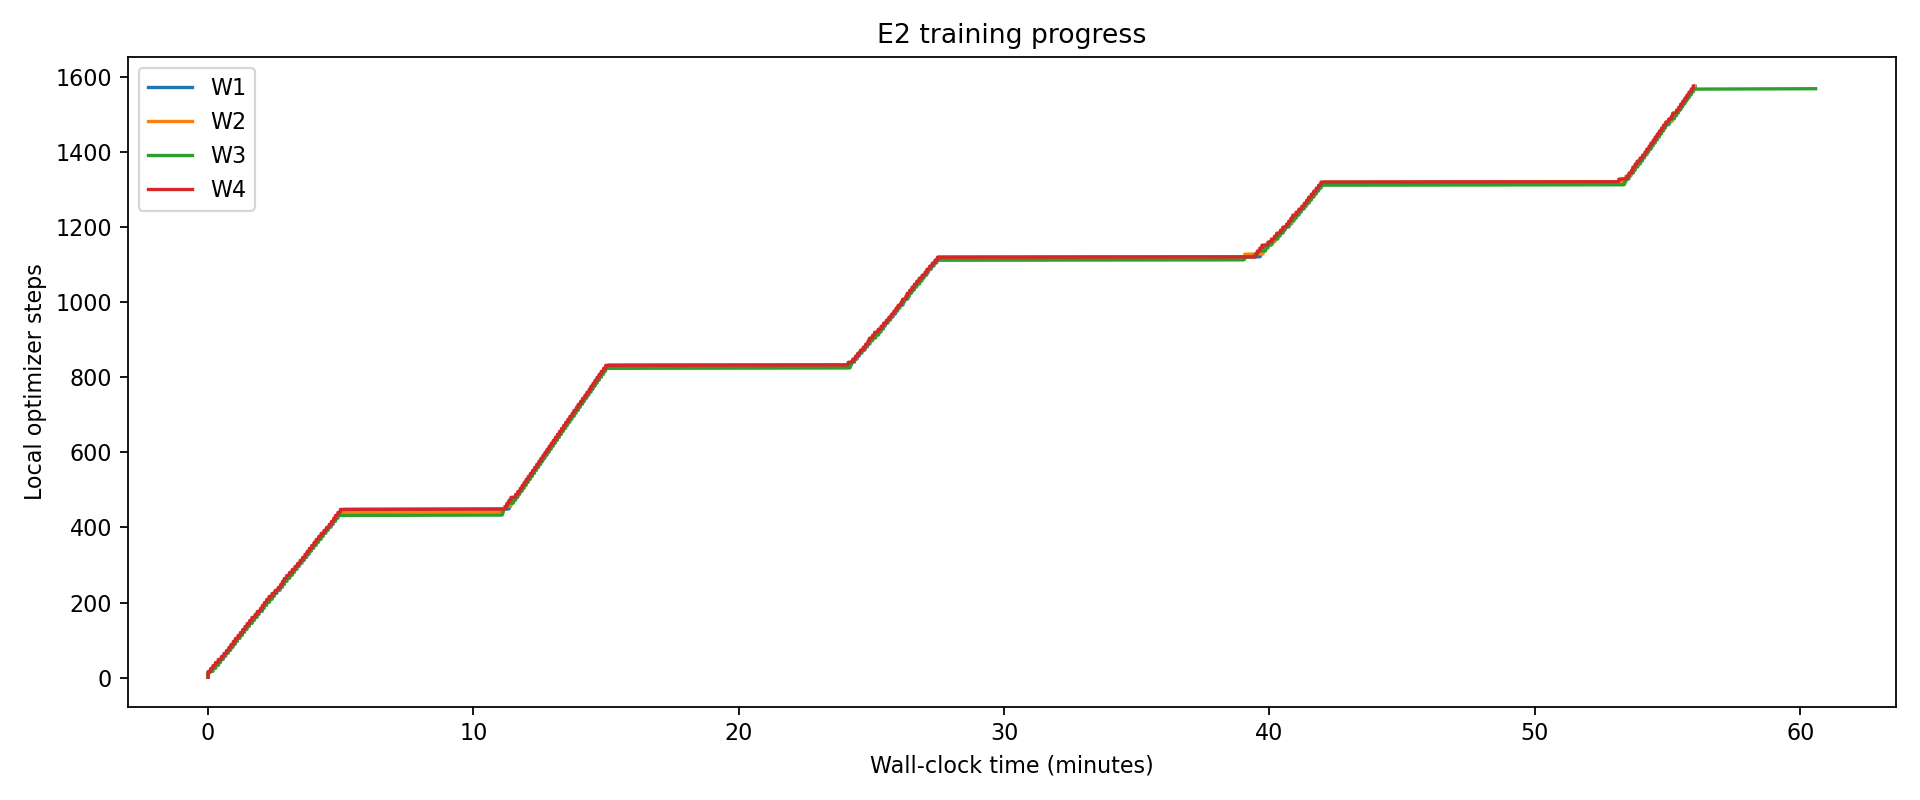 E2 training progress
W1
W2
W3
W4
1600
1400
1200
1000
800
600
400
200
0
Local optimizer steps
0 10 20 30 40 50 60
Wall-clock time (minutes)